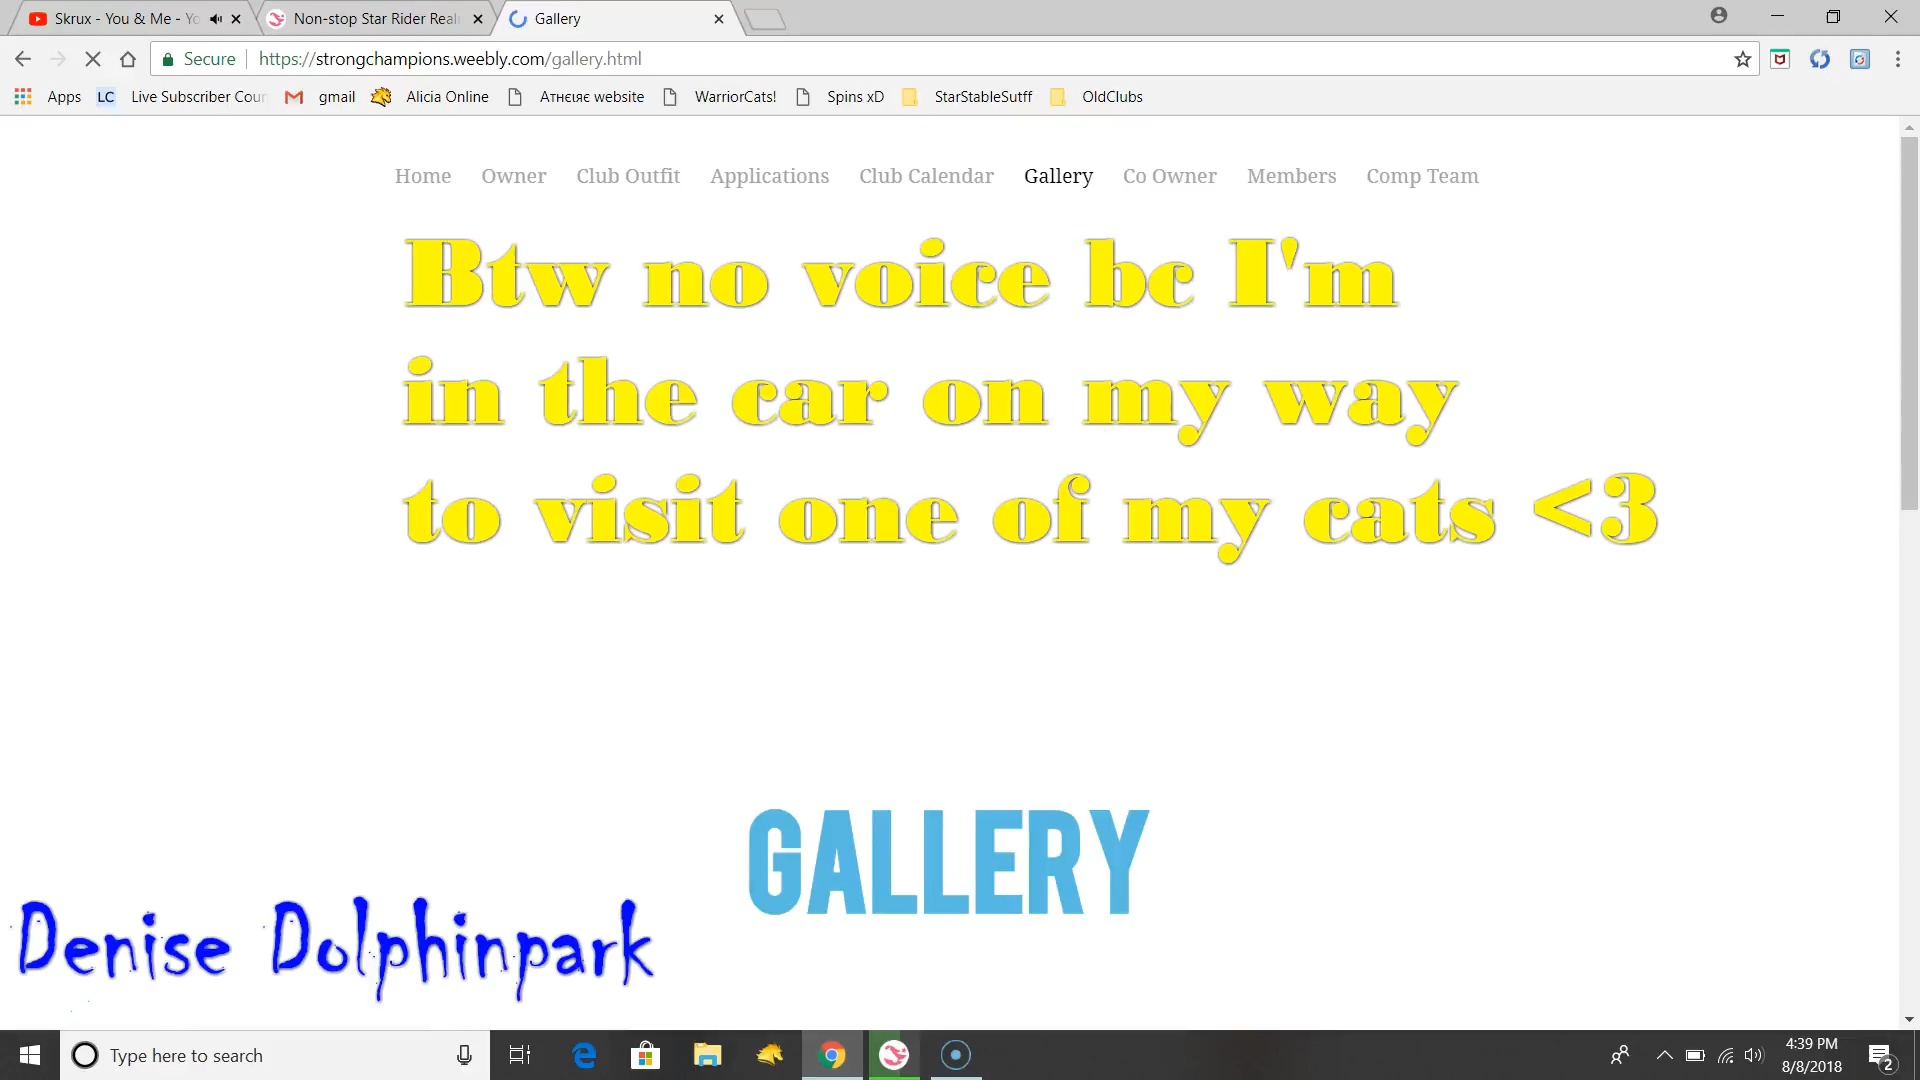 Skrux - You & Me - Yo
Non-stop Star Rider Real
Gallery
Secure
https://strongchampions.weebly.com/gallery.html
Apps
LC
Live Subscriber Coun
gmail
Alicia Online
Aтнєιяє website
WarriorCats!
Spins xD
StarStableSutff
OldClubs
Home Owner Club Outfit Applications Club Calendar Gallery Co Owner Members Comp Team
Btw no voice bc I'm
in the car on my way
to visit one of my cats <3
GALLERY
Denise Dolphinpark
Type here to search
4:39 PM
8/8/2018
2